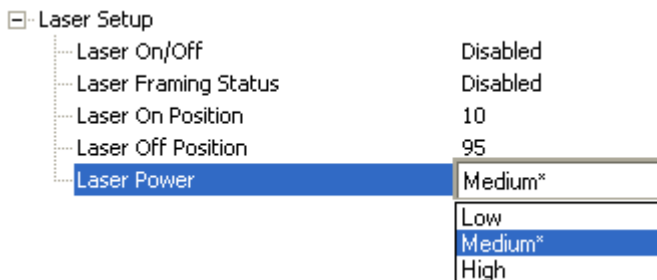 Laser Setup
Laser On/Off Disabled
Laser Framing Status Disabled
Laser On Position 10
Laser Off Position 95
Laser Power Medium*
Low
Medium*
High